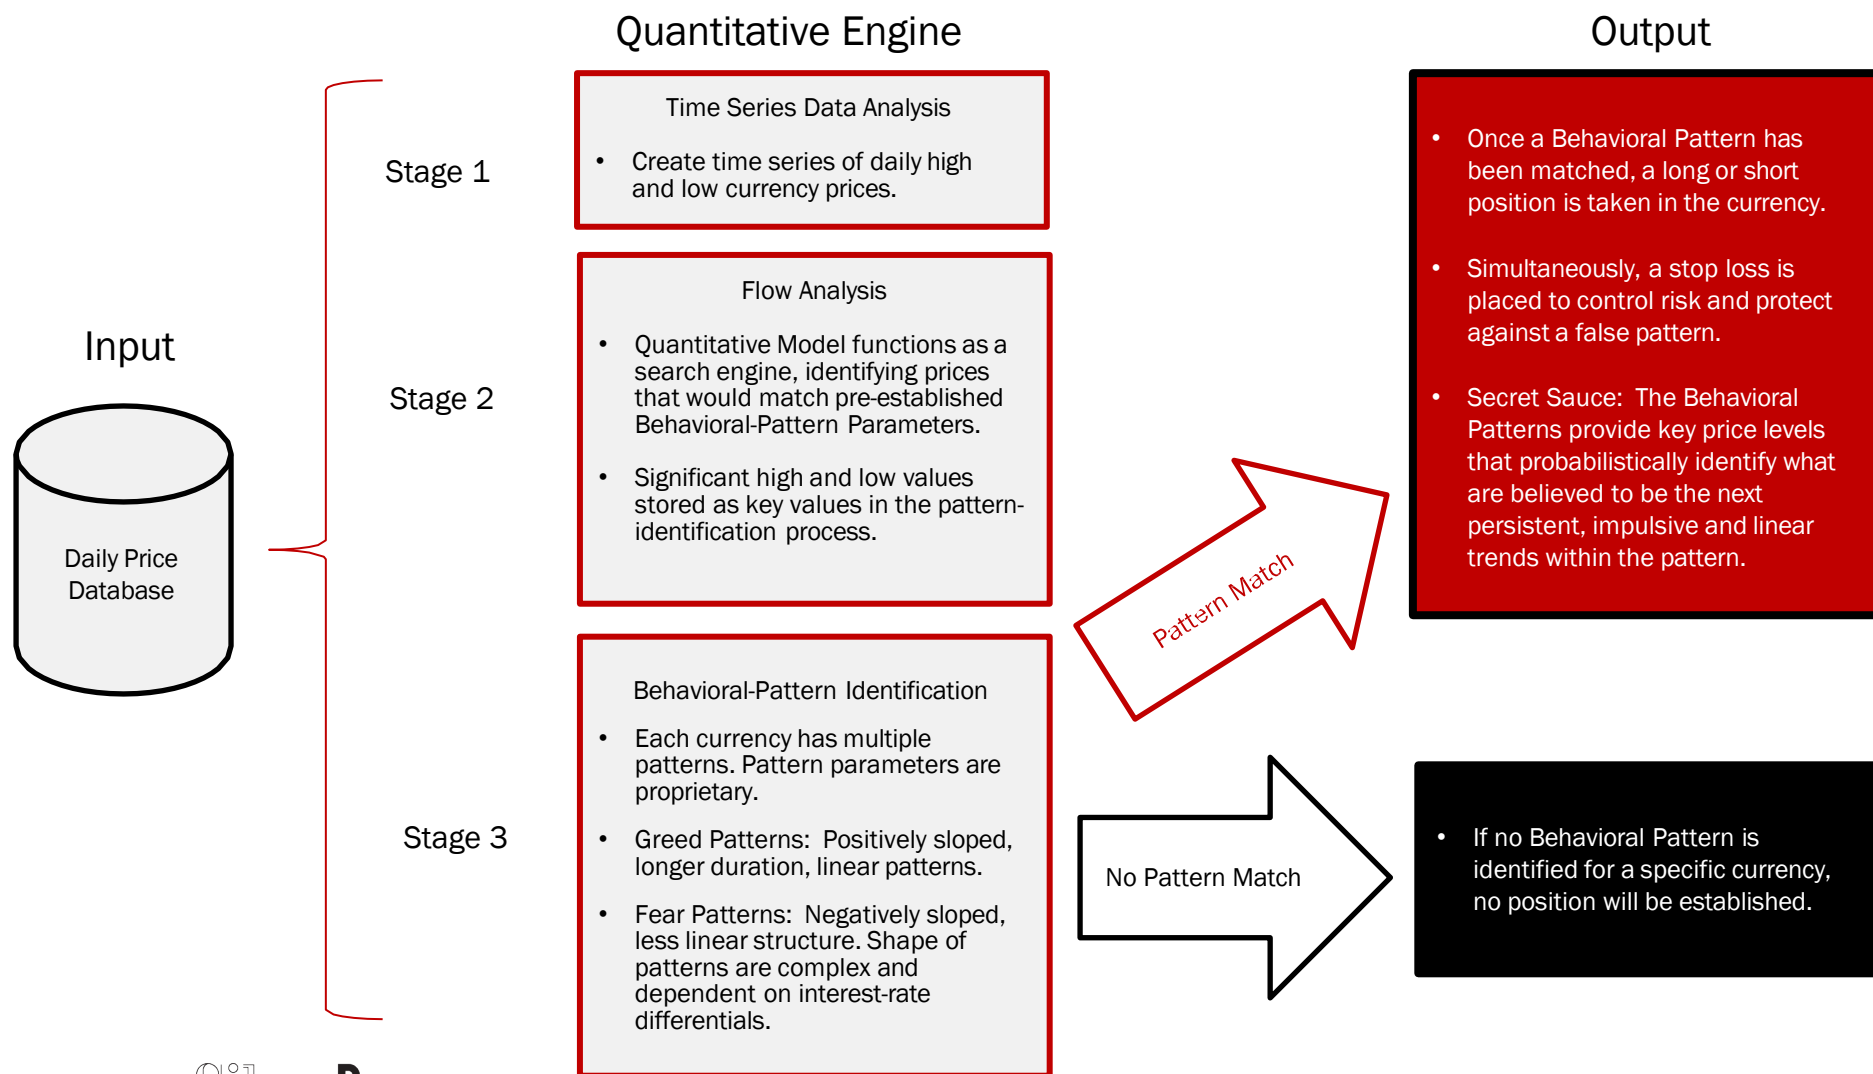 Quantitative Engine
Output
Input
Daily Price
Database
Stage 1
Time Series Data Analysis
• Create time series of daily high
and low currency prices.
Stage 2
Flow Analysis
• Quantitative Model functions as a
search engine, identifying prices
that would match pre-established
Behavioral-Pattern Parameters.
• Significant high and low values
stored as key values in the pattern-
identification process.
Stage 3
Behavioral-Pattern Identification
• Each currency has multiple
patterns. Pattern parameters are
proprietary.
• Greed Patterns: Positively sloped,
longer duration, linear patterns.
• Fear Patterns: Negatively sloped,
less linear structure. Shape of
patterns are complex and
dependent on interest-rate
differentials.
Pattern Match
No Pattern Match
• Once a Behavioral Pattern has
been matched, a long or short
position is taken in the currency.
• Simultaneously, a stop loss is
placed to control risk and protect
against a false pattern.
• Secret Sauce: The Behavioral
Patterns provide key price levels
that probabilistically identify what
are believed to be the next
persistent, impulsive and linear
trends within the pattern.
• If no Behavioral Pattern is
identified for a specific currency,
no position will be established.